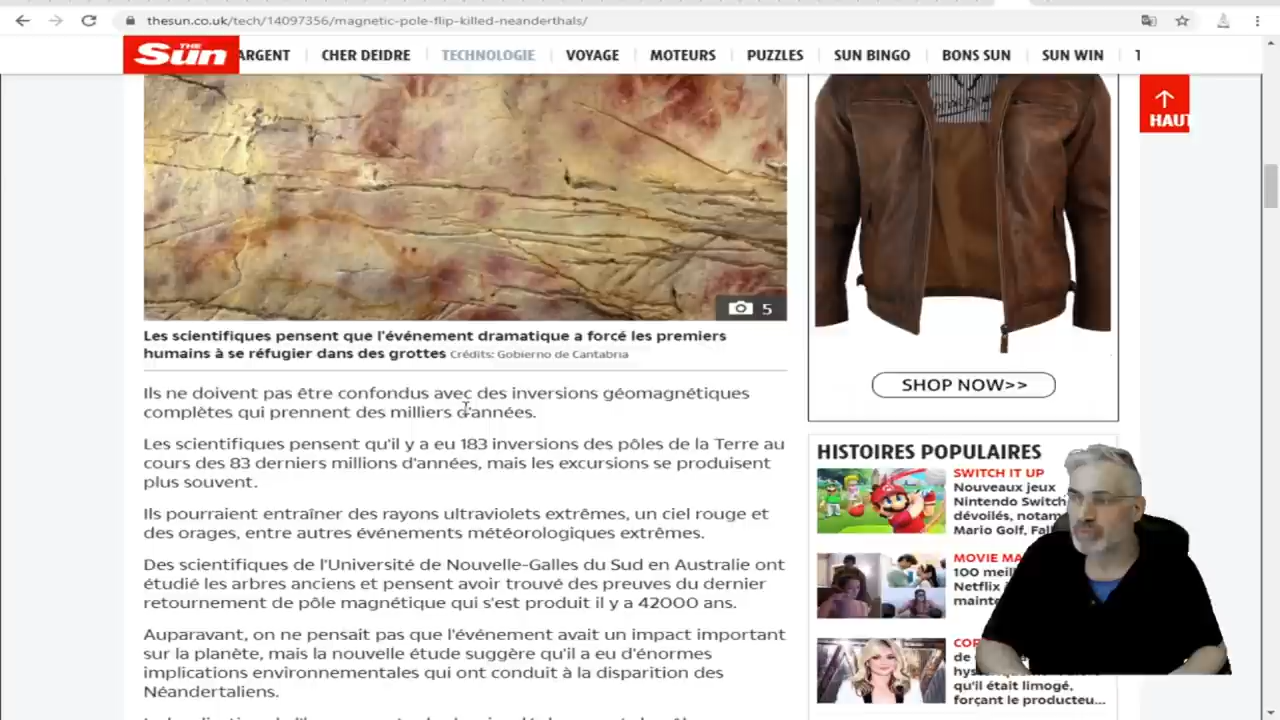 thesun.co.uk/tech/14097356/magnetic-pole-flip-killed-neanderthals/
THE Sun
ARGENT
CHER DEIDRE
TECHNOLOGIE
VOYAGE
MOTEURS
PUZZLES
SUN BINGO
BONS SUN
SUN WIN
HAUT
5
Les scientifiques pensent que l'événement dramatique a forcé les premiers
humains à se réfugier dans des grottes Crédits: Gobierno de Cantabria
Ils ne doivent pas être confondus avec des inversions géomagnétiques
complètes qui prennent des milliers d'années.
Les scientifiques pensent qu'il y a eu 183 inversions des pôles de la Terre au
cours des 83 derniers millions d'années, mais les excursions se produisent
plus souvent.
Ils pourraient entraîner des rayons ultraviolets extrêmes, un ciel rouge et
des orages, entre autres événements météorologiques extrêmes.
Des scientifiques de l'Université de Nouvelle-Galles du Sud en Australie ont
étudié les arbres anciens et pensent avoir trouvé des preuves du dernier
retournement de pôle magnétique qui s'est produit il y a 42000 ans.
Auparavant, on ne pensait pas que l'événement avait un impact important
sur la planète, mais la nouvelle étude suggère qu'il a eu d'énormes
implications environnementales qui ont conduit à la disparition des
Néandertaliens.
SHOP NOW>>
HISTOIRES POPULAIRES
SWITCH IT UP
Nouveaux jeux
Nintendo Switch
dévoilés, notam
Mario Golf, Fall
MOVIE MA
100 meil
Netflix
mainte
COP
de
hys
qu'il était limogé,
forçant le producteu...